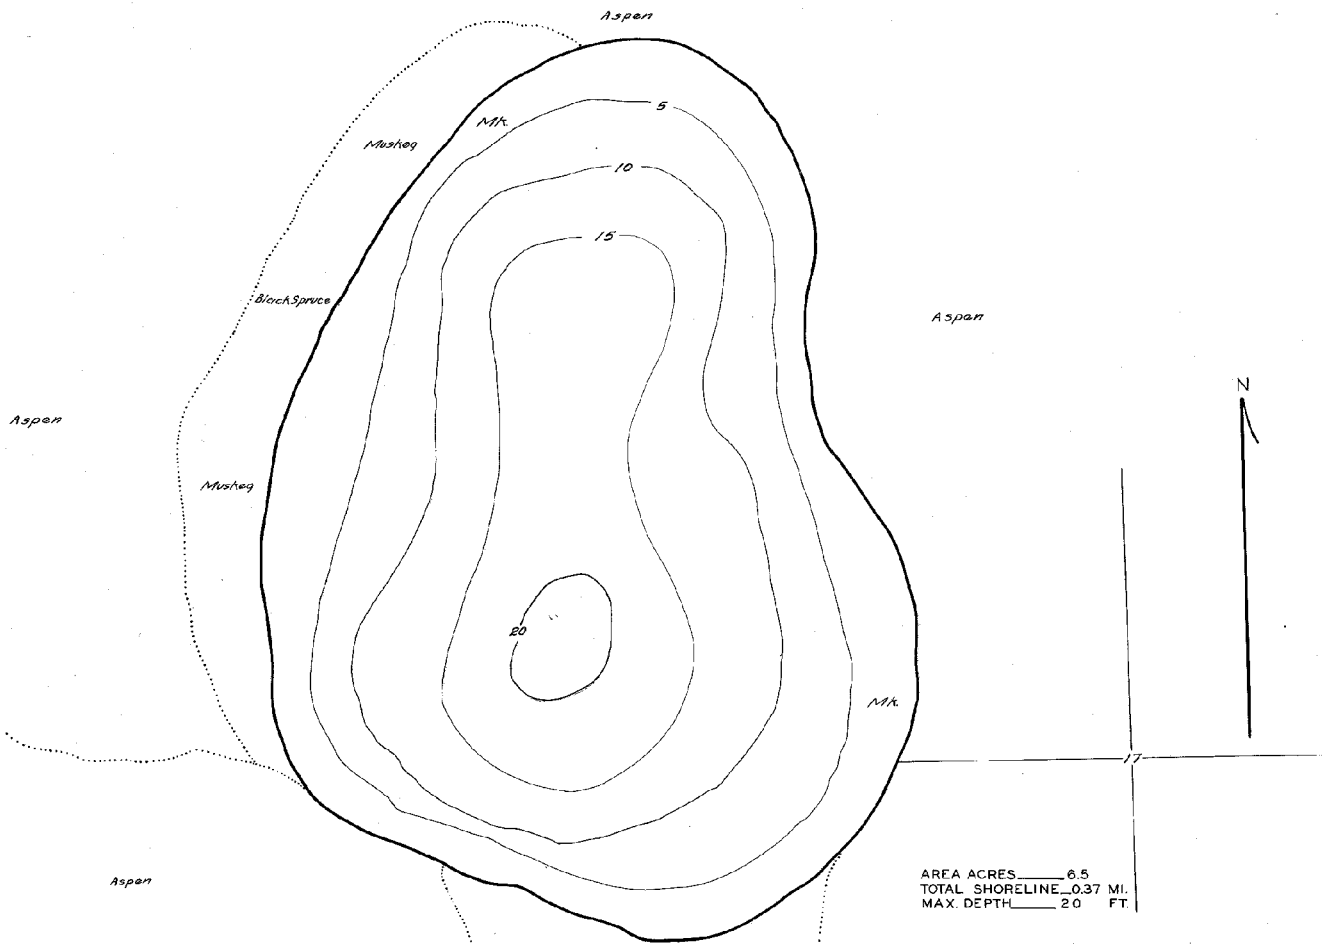 Aspen
5
Mk.
Muskeg
10
15
Black Spruce
Aspen
N
Aspen
Muskeg
20
Mk.
17
Aspen
AREA ACRES 6.5
TOTAL SHORELINE 0.37 MI.
MAX. DEPTH 20 FT.